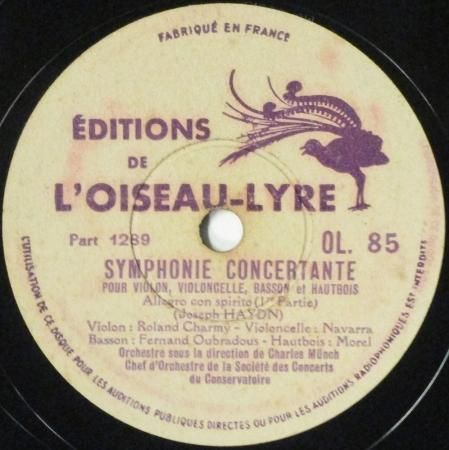 FABRIQUÉ EN FRANCE
ÉDITIONS
DE
L'OISEAU-LYRE
Part 1289
OL. 85
SYMPHONIE CONCERTANTE
POUR VIOLON, VIOLONCELLE, BASSON et HAUTBOIS
Allegro con spirito (1re Partie)
(Joseph HAYDN)
Violon : Roland Charmy - Violoncelle : Navarra
Basson : Fernand Oubradous - Hautbois : Morel
Orchestre sous la direction de Charles Münch
Chef d'Orchestre de la Société des Concerts
du Conservatoire
L'UTILISATION DE CE DISQUE POUR LES AUDITIONS PUBLIQUES DIRECTES OU POUR LES AUDITIONS RADIOPHONIQUES EST INTERDITE